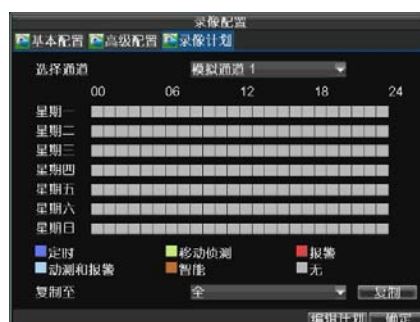 录像配置
基本配置 高级配置 录像计划
选择通道 模拟通道 1
00 06 12 18 24
星期一
星期二
星期三
星期四
星期五
星期六
星期日
定时 移动侦测 报警
动测和报警 智能 无
复制至 全 复制
编辑计划 确定